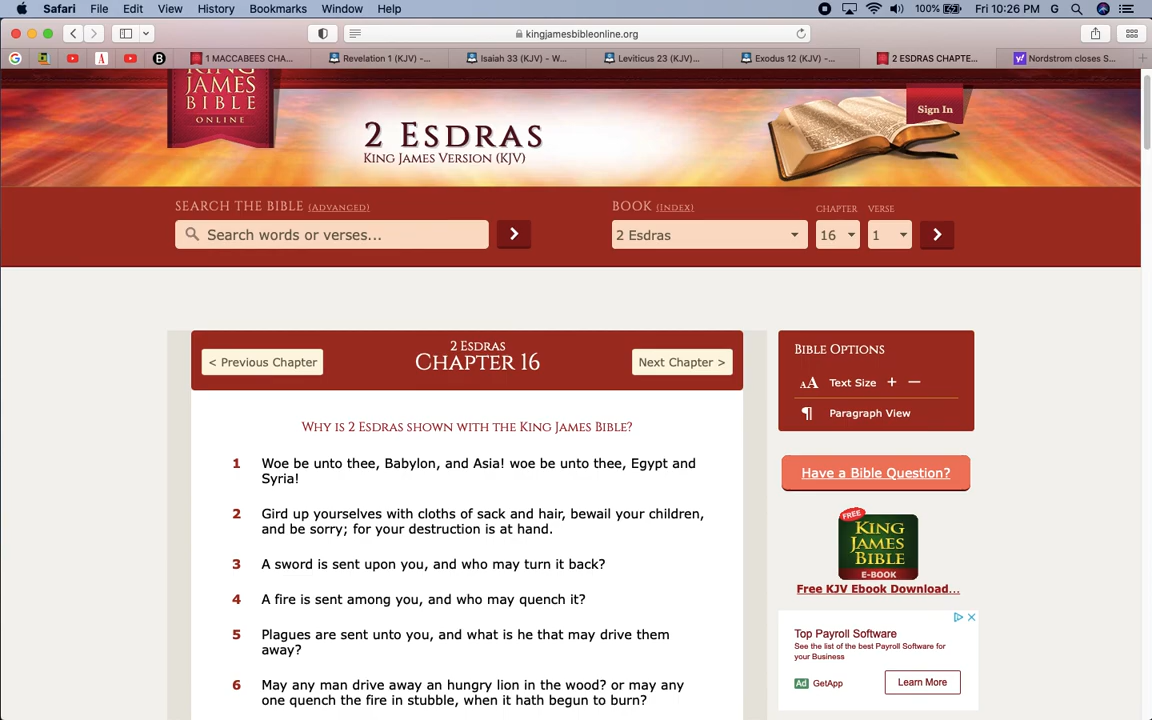 Safari File Edit View History Bookmarks Window Help 100% Fri 10:26 PM G
kingjamesbibleonline.org
1 MACCABEES CHA... Revelation 1 (KJV) -... Isaiah 33 (KJV) - W... Leviticus 23 (KJV)... Exodus 12 (KJV) -... 2 ESDRAS CHAPTE... Nordstrom closes S...
KING
JAMES
BIBLE
ONLINE
2 Esdras
King James Version (KJV)
Sign In
Search the Bible (Advanced)
Search words or verses...
Book (Index) Chapter Verse
2 Esdras 16 1
< Previous Chapter
2 Esdras
Chapter 16
Next Chapter >
Why is 2 Esdras shown with the King James Bible?
1 Woe be unto thee, Babylon, and Asia! woe be unto thee, Egypt and
Syria!
2 Gird up yourselves with cloths of sack and hair, bewail your children,
and be sorry; for your destruction is at hand.
3 A sword is sent upon you, and who may turn it back?
4 A fire is sent among you, and who may quench it?
5 Plagues are sent unto you, and what is he that may drive them
away?
6 May any man drive away an hungry lion in the wood? or may any
one quench the fire in stubble, when it hath begun to burn?
Bible Options
AA Text Size + —
¶ Paragraph View
Have a Bible Question?
FREE
KING
JAMES
BIBLE
E-BOOK
Free KJV Ebook Download...
Top Payroll Software
See the list of the best Payroll Software for
your Business
Ad GetApp
Learn More